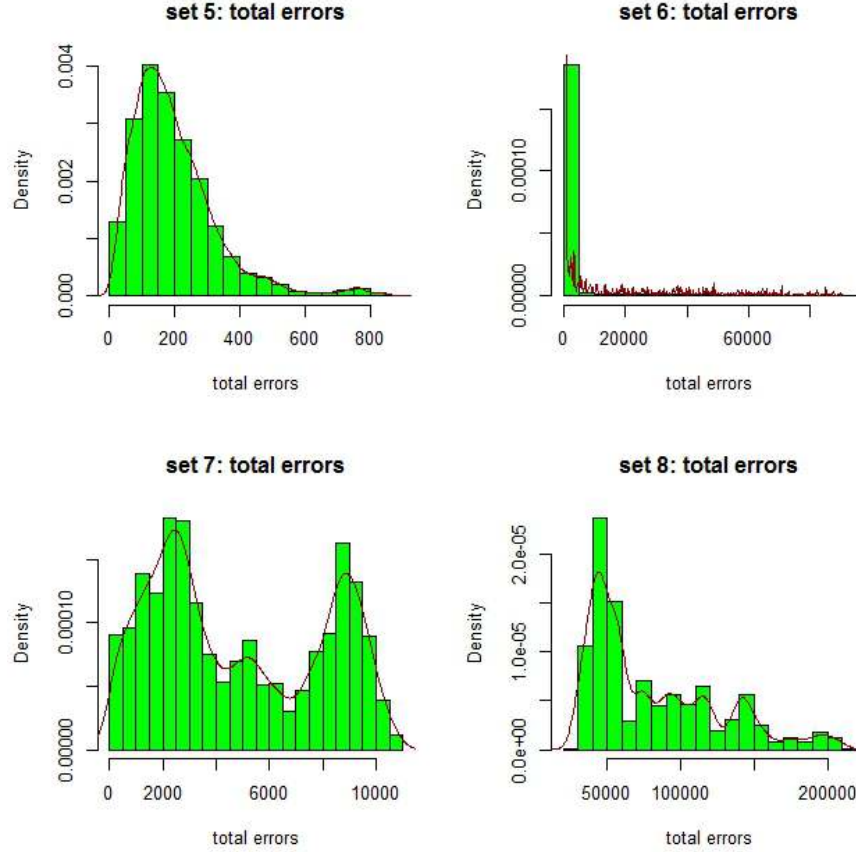 set 5: total errors
Density
0.000
0.002
0.004
0
200
400
600
800
total errors
set 6: total errors
Density
0.00000
0.00010
0
20000
60000
total errors
set 7: total errors
Density
0.00000
0.00010
0
2000
6000
10000
total errors
set 8: total errors
Density
0.0e+00
1.0e-05
2.0e-05
50000
100000
200000
total errors